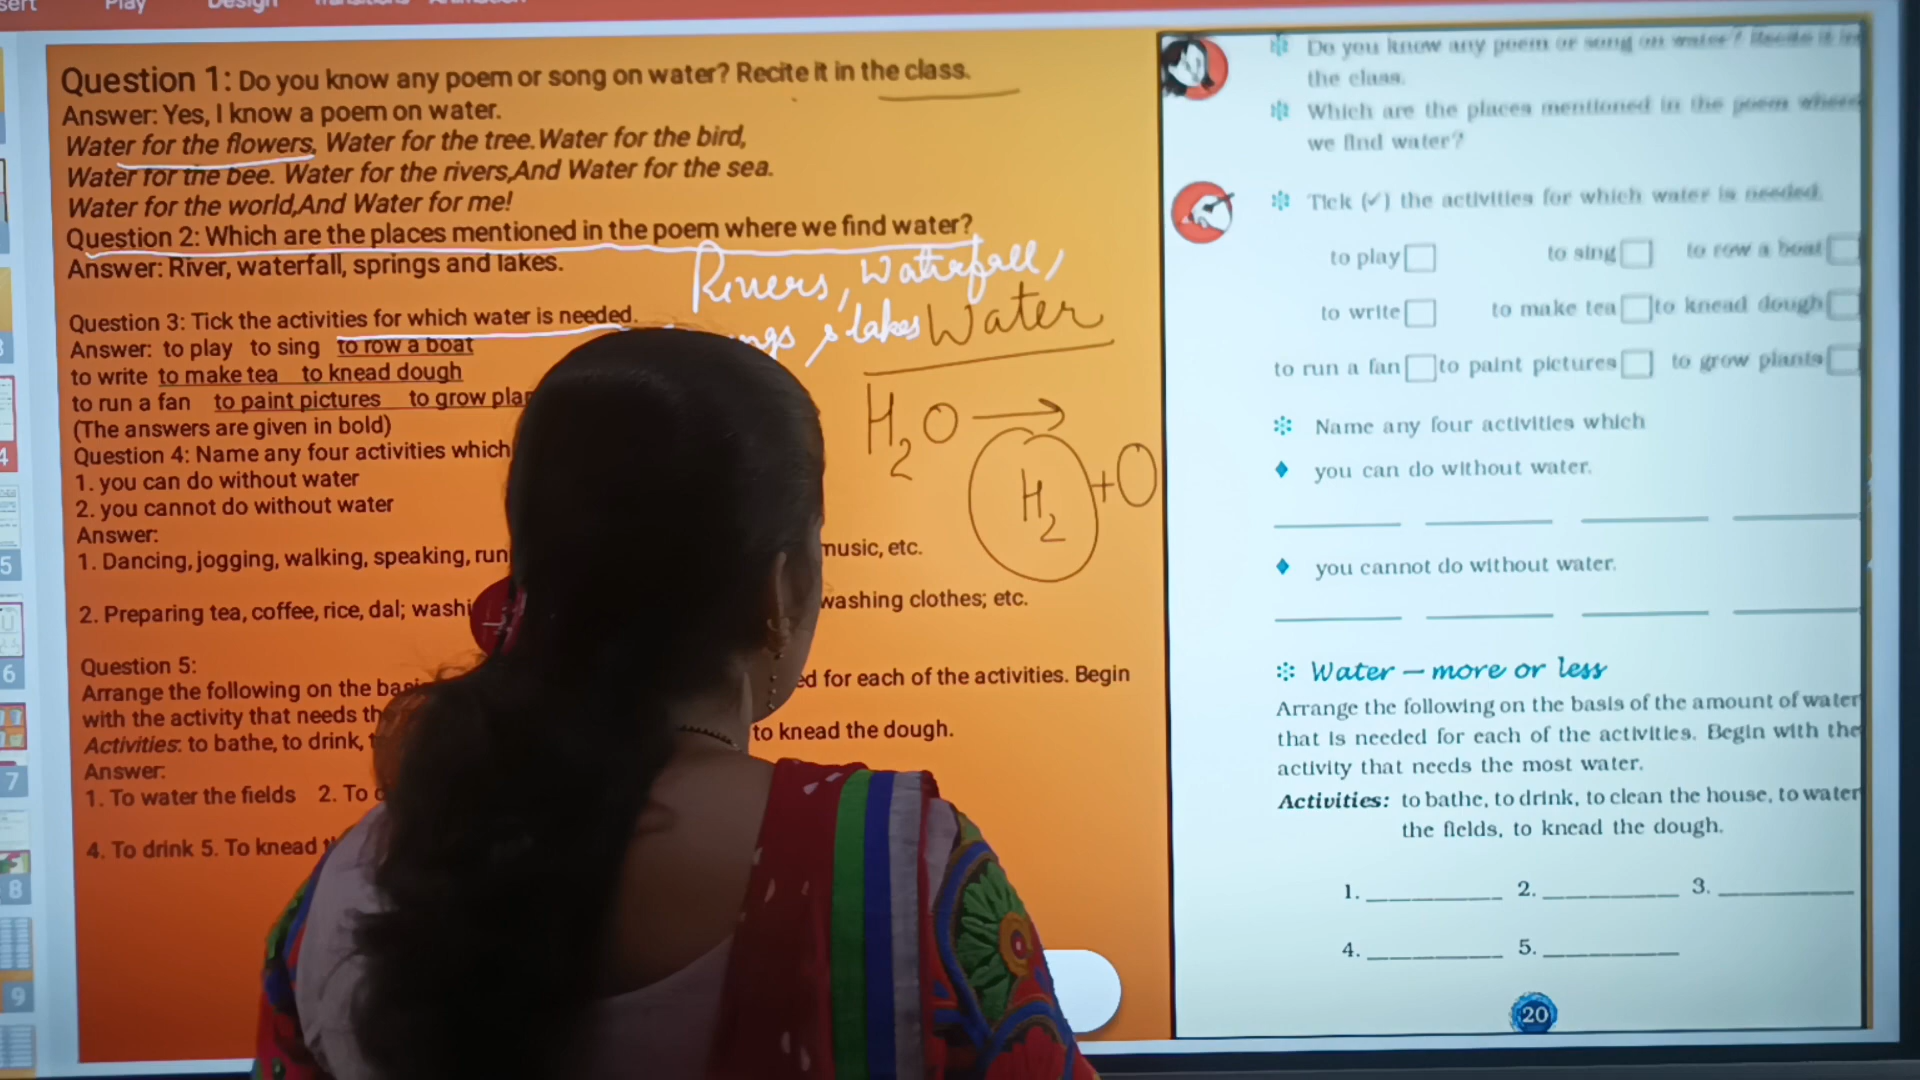 Play
Design
Question 1: Do you know any poem or song on water? Recite it in the class.
Answer: Yes, I know a poem on water.
Water for the flowers, Water for the tree. Water for the bird,
Water for the bee. Water for the rivers,And Water for the sea.
Water for the world,And Water for me!
Question 2: Which are the places mentioned in the poem where we find water?
Answer: River, waterfall, springs and lakes.
Rivers, Waterfall,
lakes
Water
H2O →
H2 + O
Question 3: Tick the activities for which water is needed.
Answer: to play to sing to row a boat
to write to make tea to knead dough
to run a fan to paint pictures to grow
(The answers are given in bold)
Question 4: Name any four activities which
1. you can do without water
2. you cannot do without water
Answer:
1. Dancing, jogging, walking, speaking, music, etc.
2. Preparing tea, coffee, rice, dal; washing clothes; etc.
Question 5:
Arrange the following on the for each of the activities. Begin
with the activity that needs
Activities: to bathe, to drink, to knead the dough.
Answer:
1. To water the fields 2. To
4. To drink 5. To knead
Do you know any poem or song on water? Recite it in
the class.
Which are the places mentioned in the poem where
we find water?
Tick (✓) the activities for which water is needed.
to play to sing to row a boat
to write to make tea to knead dough
to run a fan to paint pictures to grow plants
Name any four activities which
you can do without water.
you cannot do without water.
Water — more or less
Arrange the following on the basis of the amount of water
that is needed for each of the activities. Begin with the
activity that needs the most water.
Activities: to bathe, to drink, to clean the house, to water
the fields, to knead the dough.
1. 2. 3.
4. 5.
20
4
5
6
7
8
9